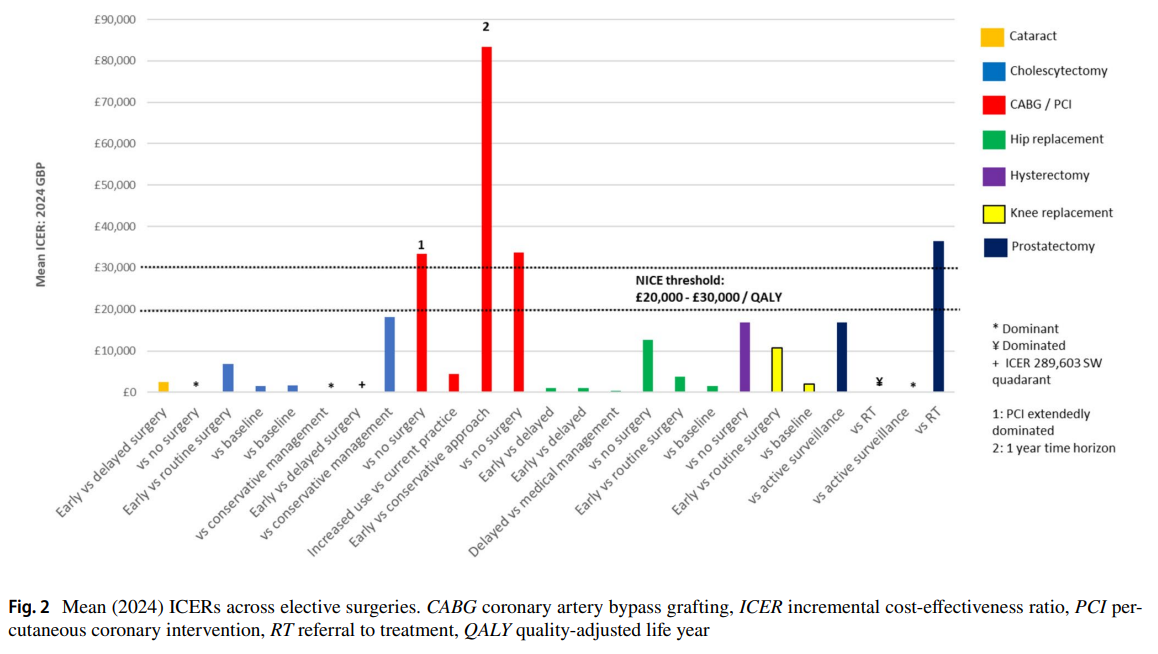 £90,000
£80,000
£70,000
£60,000
£50,000
£40,000
£30,000
£20,000
£10,000
£0
Mean ICER: 2024 GBP
1
2
NICE threshold:
£20,000 - £30,000 / QALY
*
*
+
¥
*
Early vs delayed surgery
vs no surgery
Early vs routine surgery
vs baseline
vs baseline
vs conservative management
Early vs delayed surgery
vs conservative management
vs no surgery
Increased use vs current practice
Early vs conservative approach
vs no surgery
Early vs delayed
Early vs delayed
Delayed vs medical management
vs no surgery
Early vs routine surgery
vs baseline
vs no surgery
Early vs routine surgery
vs baseline
vs active surveillance
vs RT
vs active surveillance
vs RT
Cataract
Cholescytectomy
CABG / PCI
Hip replacement
Hysterectomy
Knee replacement
Prostatectomy
* Dominant
¥ Dominated
+ ICER 289,603 SW
quadarant
1: PCI extendedly
dominated
2: 1 year time horizon
Fig. 2 Mean (2024) ICERs across elective surgeries. CABG coronary artery bypass grafting, ICER incremental cost-effectiveness ratio, PCI per-
cutaneous coronary intervention, RT referral to treatment, QALY quality-adjusted life year